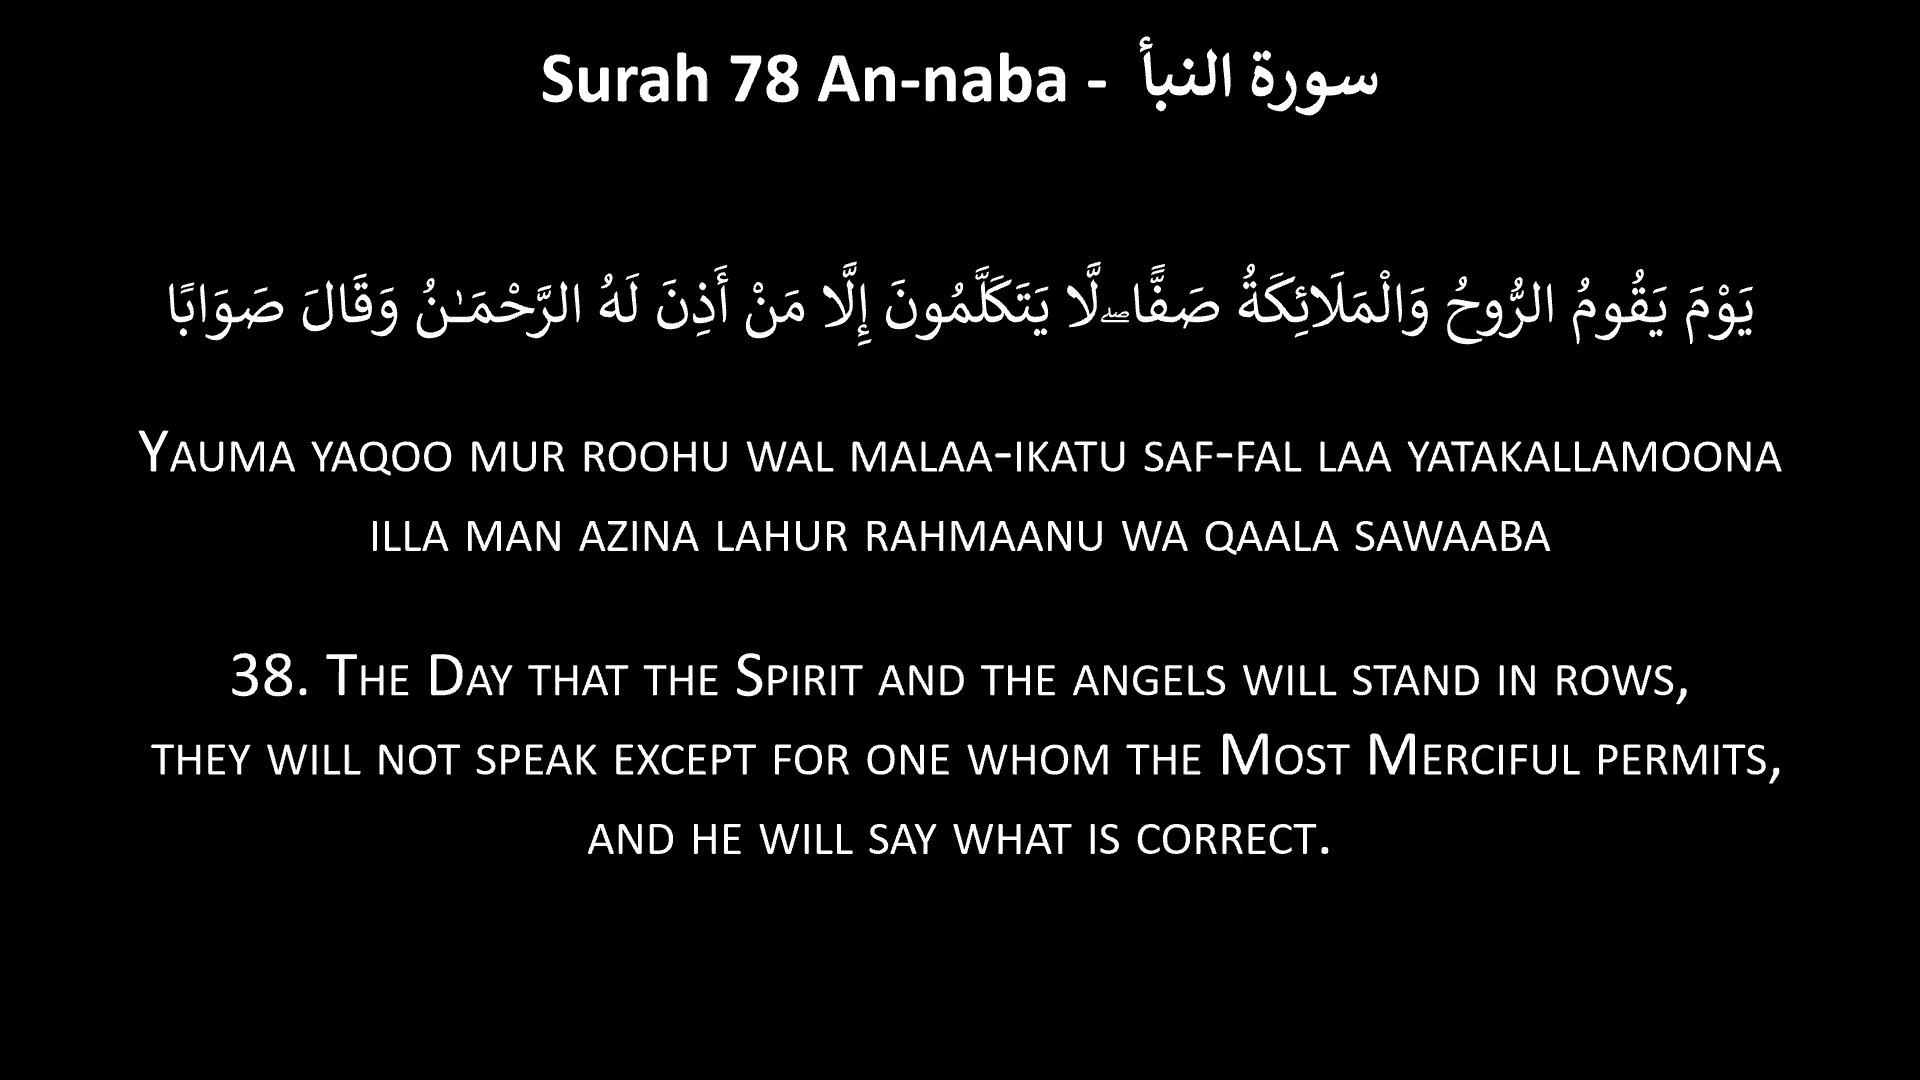 Surah 78 An-naba - سورة النبأ
يَوْمَ يَقُومُ الرُّوحُ وَالْمَلَائِكَةُ صَفًّاۖلَّا يَتَكَلَّمُونَ إِلَّا مَنْ أَذِنَ لَهُ الرَّحْمَـٰنُ وَقَالَ صَوَابًا
Yauma yaqoo mur roohu wal malaa-ikatu saf-fal laa yatakallamoona
illa man azina lahur rahmaanu wa qaala sawaaba
38. The Day that the Spirit and the angels will stand in rows,
they will not speak except for one whom the Most Merciful permits,
and he will say what is correct.